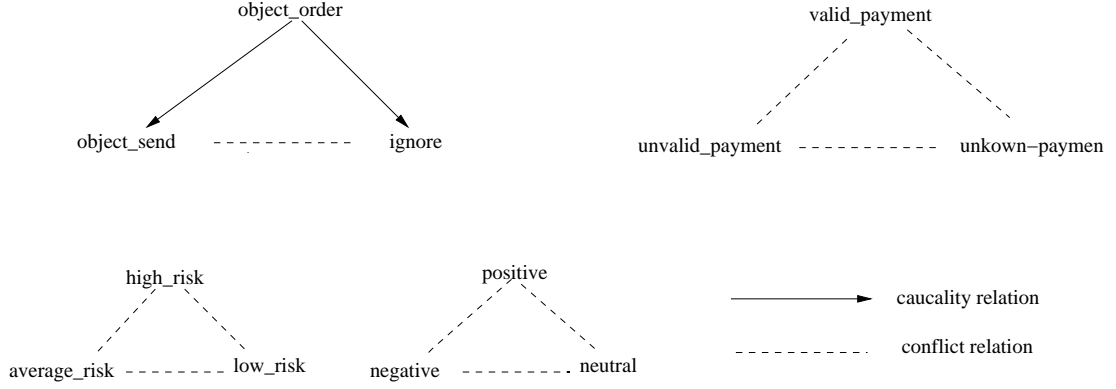 object_order
valid_payment
object_send
ignore
unvalid_payment
unkown−paymen
high_risk
positive
caucality relation
average_risk
low_risk
negative
neutral
conflict relation